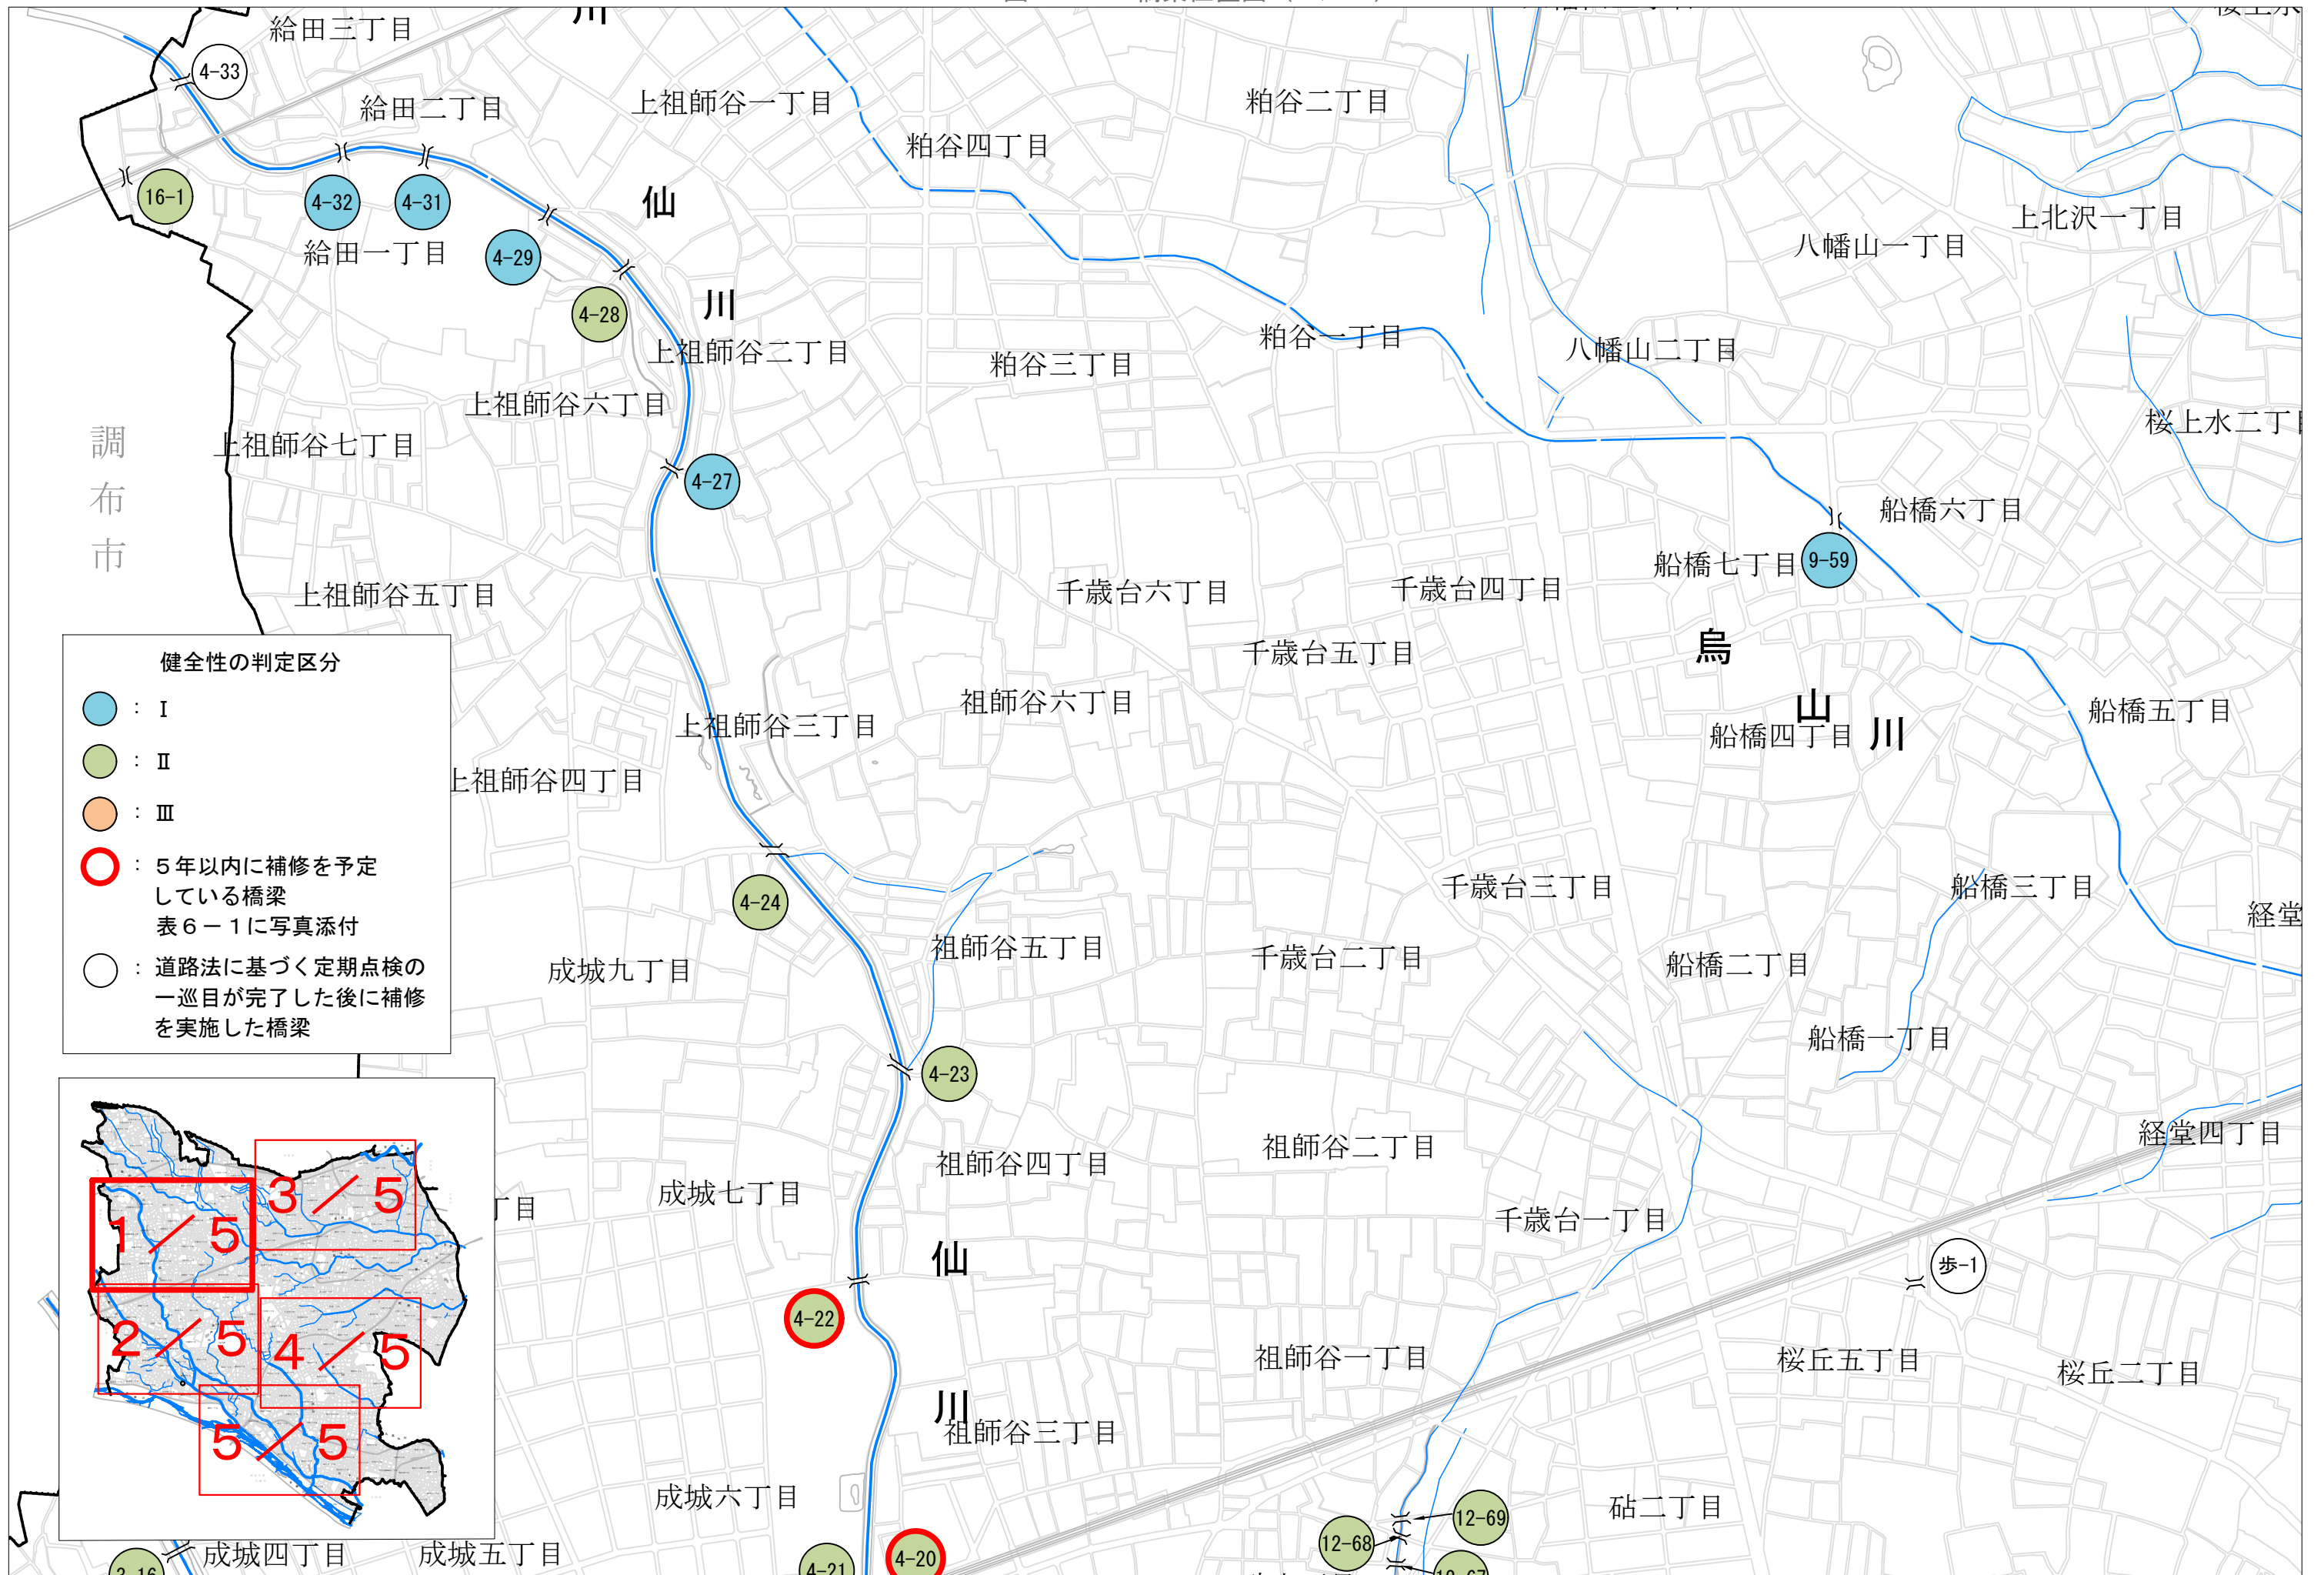 川
給田三丁目
4-33
給田二丁目
上祖師谷一丁目
粕谷二丁目
粕谷四丁目
16-1
4-32
4-31
仙
上北沢一丁目
八幡山一丁目
給田一丁目
4-29
4-28
川
上祖師谷二丁目
粕谷一丁目
八幡山二丁目
粕谷三丁目
上祖師谷六丁目
桜上水二丁目
調
布
市
上祖師谷七丁目
4-27
船橋六丁目
船橋七丁目
9-59
上祖師谷五丁目
千歳台六丁目
千歳台四丁目
烏
山
川
千歳台五丁目
祖師谷六丁目
船橋五丁目
上祖師谷三丁目
船橋四丁目
上祖師谷四丁目
健全性の判定区分
： Ⅰ
： Ⅱ
： Ⅲ
： ５年以内に補修を予定
している橋梁
表６－１に写真添付
： 道路法に基づく定期点検の
一巡目が完了した後に補修
を実施した橋梁
4-24
千歳台三丁目
船橋三丁目
経堂
祖師谷五丁目
千歳台二丁目
船橋二丁目
成城九丁目
船橋一丁目
4-23
経堂四丁目
祖師谷二丁目
祖師谷四丁目
成城七丁目
丁目
千歳台一丁目
仙
歩-1
4-22
祖師谷一丁目
桜丘五丁目
桜丘二丁目
川
祖師谷三丁目
成城六丁目
砧二丁目
12-69
12-68
12-67
4-20
4-21
成城四丁目
成城五丁目
3-16
１／５
２／５
３／５
４／５
５／５